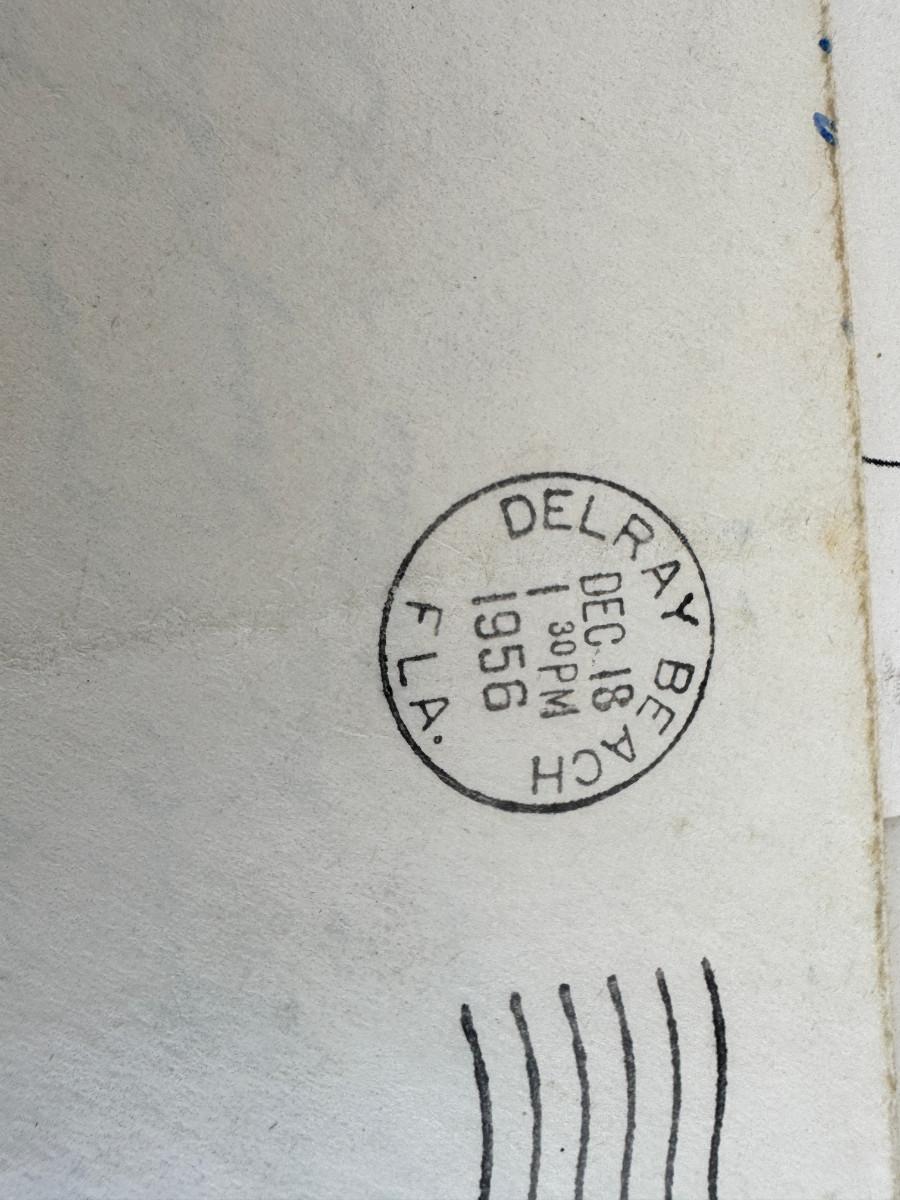 DELRAY BEACH
DEC 18
1 30 PM
1956
FLA.